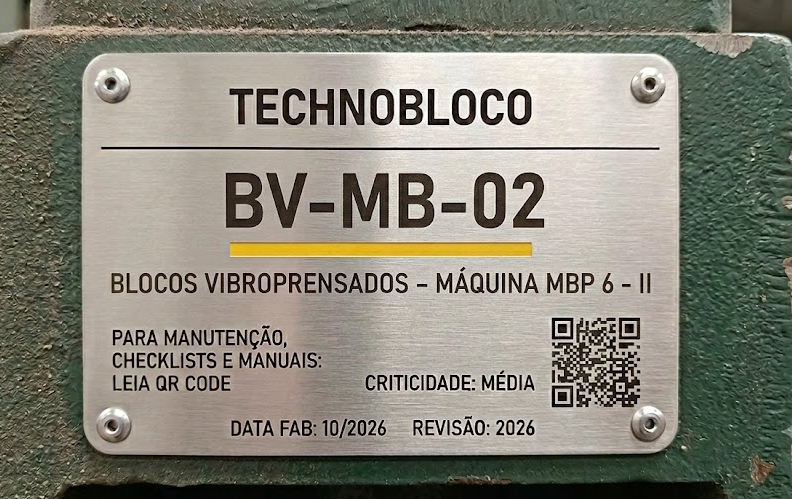 TECHNOBLOCO
BV-MB-02
BLOCOS VIBROPRENSADOS – MÁQUINA MBP 6 - II
PARA MANUTENÇÃO,
CHECKLISTS E MANUAIS:
LEIA QR CODE
CRITICIDADE: MÉDIA
DATA FAB: 10/2026 REVISÃO: 2026